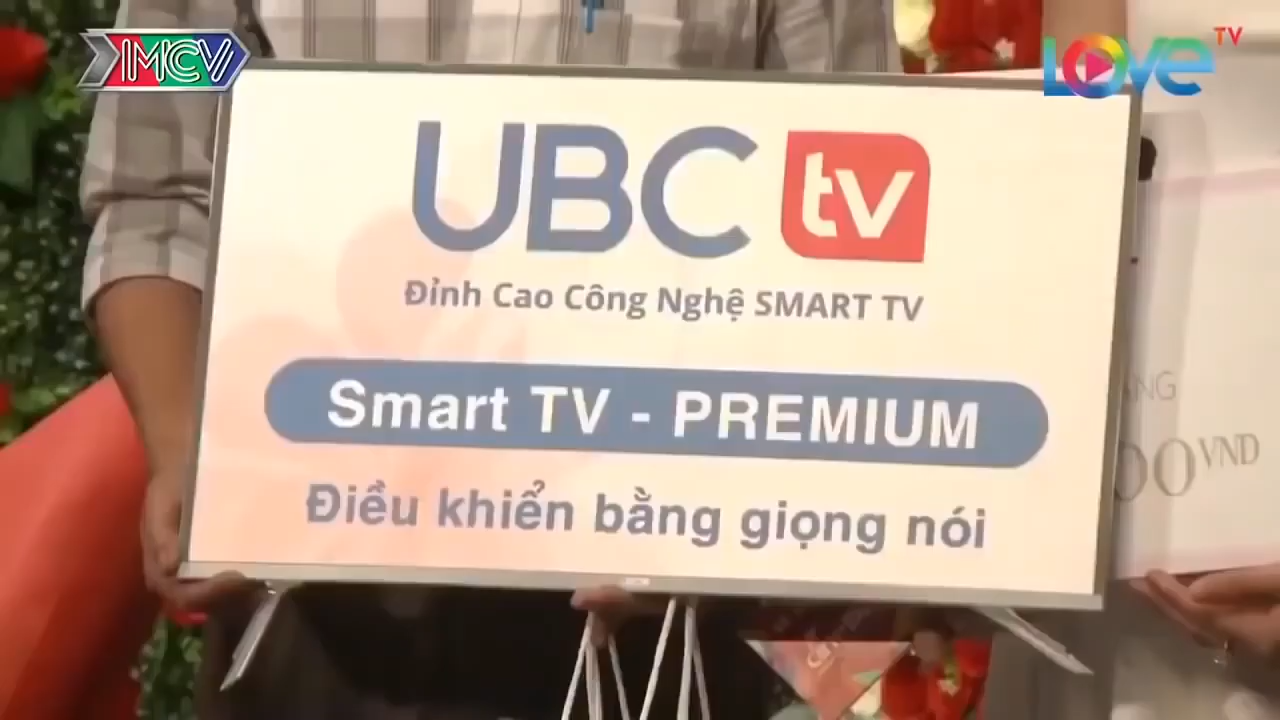 MCV
LOVE TV
UBC tv
Đỉnh Cao Công Nghệ SMART TV
Smart TV - PREMIUM
Điều khiển bằng giọng nói
VND